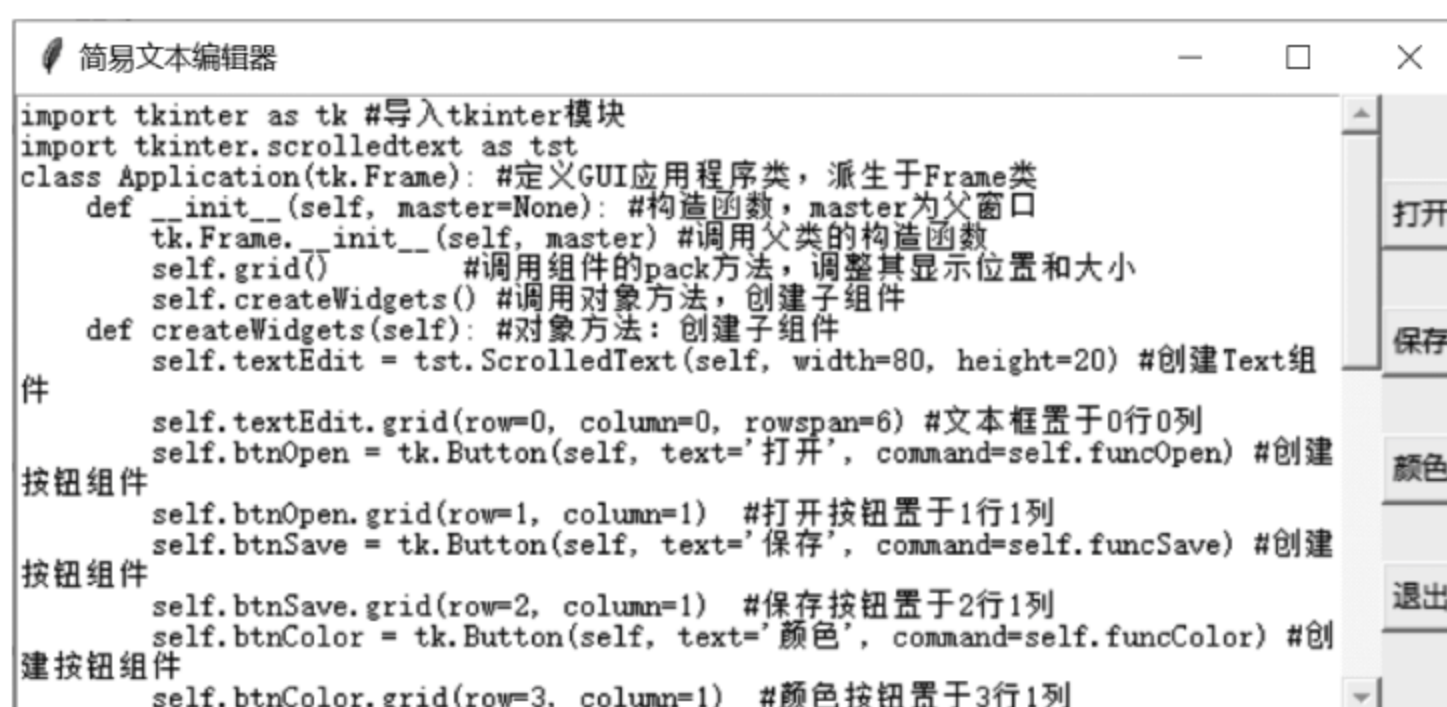 简易文本编辑器
import tkinter as tk #导入tkinter模块
import tkinter.scrolledtext as tst
class Application(tk.Frame): #定义GUI应用程序类，派生于Frame类
    def __init__(self, master=None): #构造函数，master为父窗口
        tk.Frame.__init__(self, master) #调用父类的构造函数
        self.grid()        #调用组件的pack方法，调整其显示位置和大小
        self.createWidgets() #调用对象方法，创建子组件
    def createWidgets(self): #对象方法：创建子组件
        self.textEdit = tst.ScrolledText(self, width=80, height=20) #创建Text组
件
        self.textEdit.grid(row=0, column=0, rowspan=6) #文本框置于0行0列
        self.btnOpen = tk.Button(self, text='打开', command=self.funcOpen) #创建
按钮组件
        self.btnOpen.grid(row=1, column=1)  #打开按钮置于1行1列
        self.btnSave = tk.Button(self, text='保存', command=self.funcSave) #创建
按钮组件
        self.btnSave.grid(row=2, column=1)  #保存按钮置于2行1列
        self.btnColor = tk.Button(self, text='颜色', command=self.funcColor) #创
建按钮组件
        self.btnColor.grid(row=3, column=1)  #颜色按钮置于3行1列
打开
保存
颜色
退出